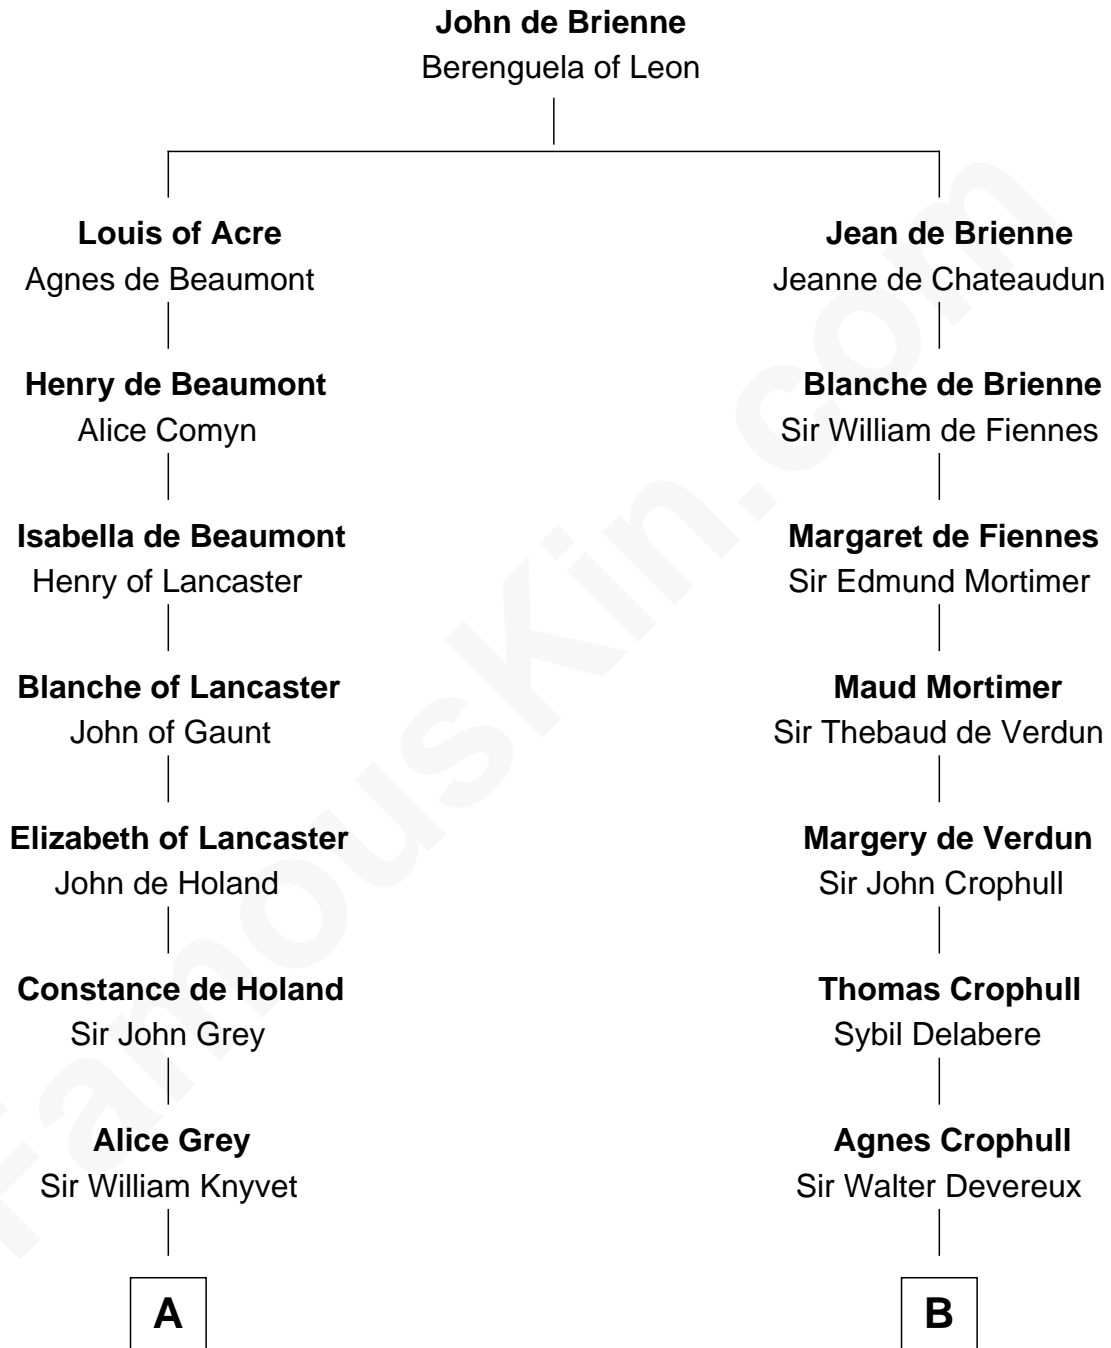 John de Brienne
Berenguela of Leon
Louis of Acre
Agnes de Beaumont
Jean de Brienne
Jeanne de Chateaudun
Henry de Beaumont
Alice Comyn
Blanche de Brienne
Sir William de Fiennes
Isabella de Beaumont
Henry of Lancaster
Margaret de Fiennes
Sir Edmund Mortimer
Blanche of Lancaster
John of Gaunt
Maud Mortimer
Sir Thebaud de Verdun
Elizabeth of Lancaster
John de Holand
Margery de Verdun
Sir John Crophull
Constance de Holand
Sir John Grey
Thomas Crophull
Sybil Delabere
Alice Grey
Sir William Knyvet
Agnes Crophull
Sir Walter Devereux
A
B
FamousKin.com